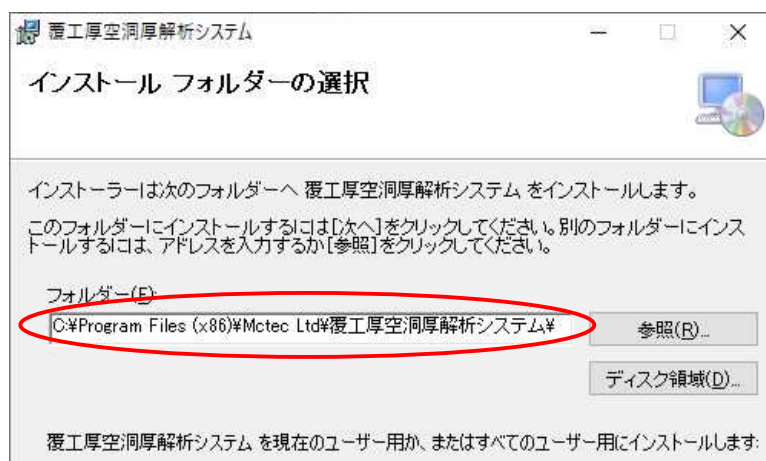 覆工厚空洞厚解析システム
インストール フォルダーの選択
インストーラーは次のフォルダーへ 覆工厚空洞厚解析システム をインストールします。
このフォルダーにインストールするには[次へ]をクリックしてください。別のフォルダーにインス
トールするには、アドレスを入力するか[参照]をクリックしてください。
フォルダー(F):
C:¥Program Files (x86)¥Mctec Ltd¥覆工厚空洞厚解析システム¥
参照(R)...
ディスク領域(D)...
覆工厚空洞厚解析システム を現在のユーザー用か、またはすべてのユーザー用にインストールします: